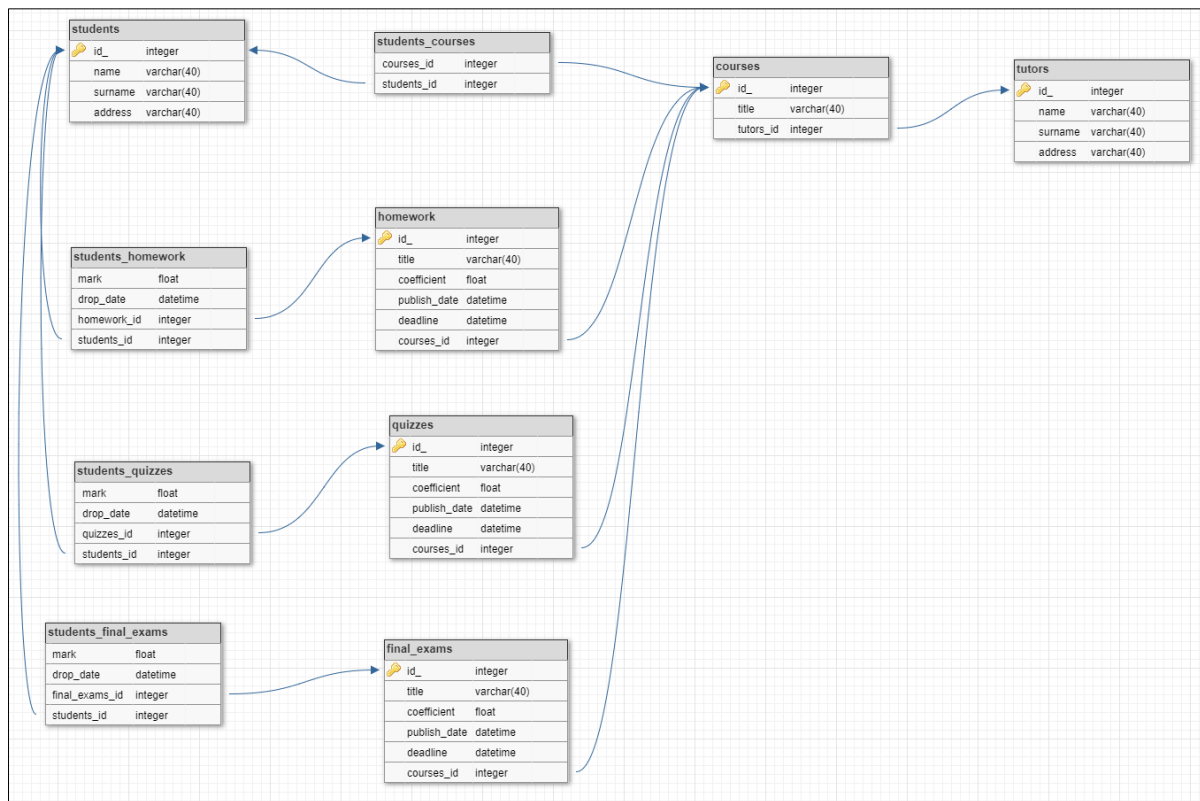 students
id_ integer
name varchar(40)
surname varchar(40)
address varchar(40)
students_courses
courses_id integer
students_id integer
courses
id_ integer
title varchar(40)
tutors_id integer
tutors
id_ integer
name varchar(40)
surname varchar(40)
address varchar(40)
students_homework
mark float
drop_date datetime
homework_id integer
students_id integer
homework
id_ integer
title varchar(40)
coefficient float
publish_date datetime
deadline datetime
courses_id integer
students_quizzes
mark float
drop_date datetime
quizzes_id integer
students_id integer
quizzes
id_ integer
title varchar(40)
coefficient float
publish_date datetime
deadline datetime
courses_id integer
students_final_exams
mark float
drop_date datetime
final_exams_id integer
students_id integer
final_exams
id_ integer
title varchar(40)
coefficient float
publish_date datetime
deadline datetime
courses_id integer